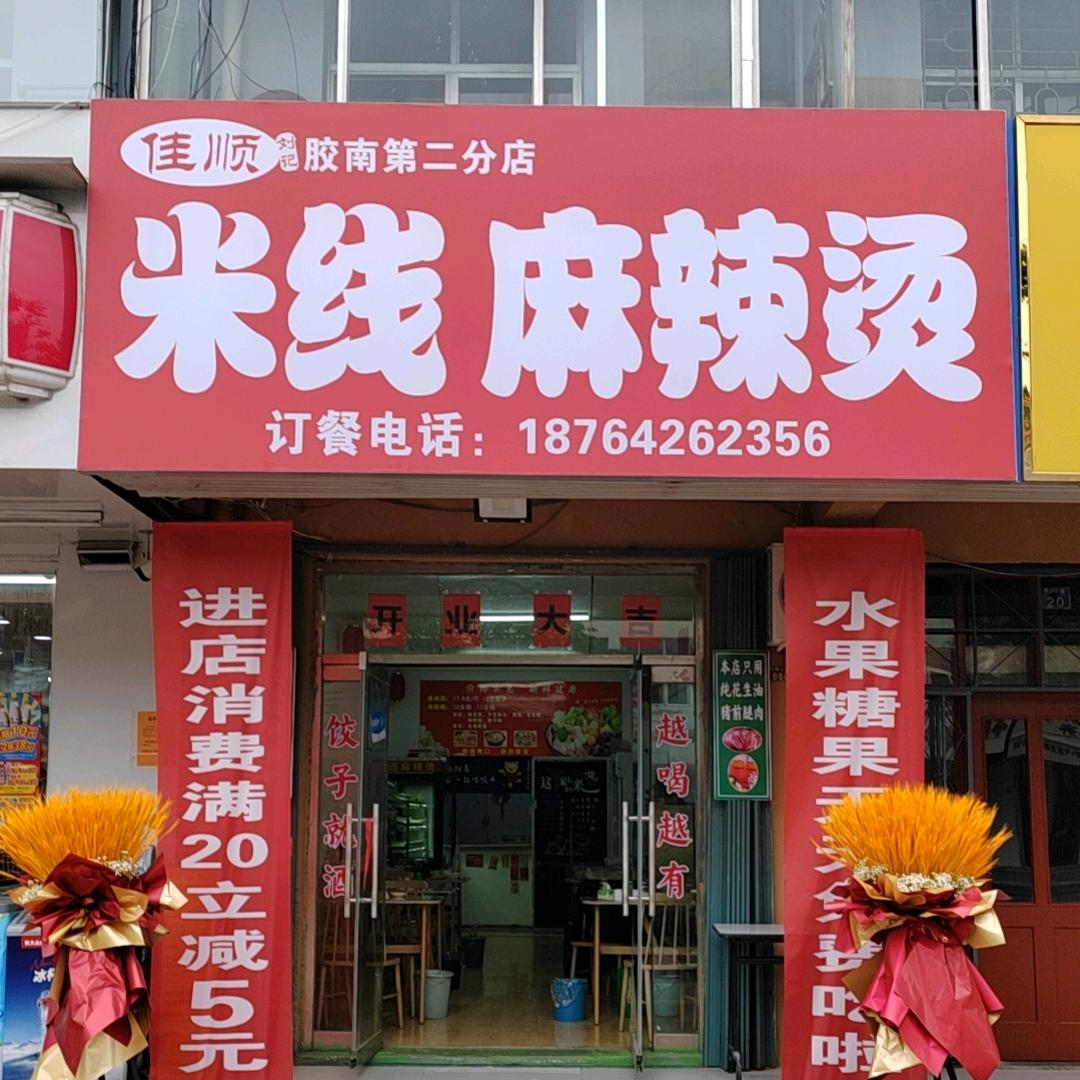 佳顺 刘记 胶南第二分店
米线 麻辣烫
订餐电话：18764262356
开业大吉
进店消费满20立减5元
饺子就酒
越喝越有
本店只用
纯花生油
猪前腿肉
水果糖果
吃啦
20